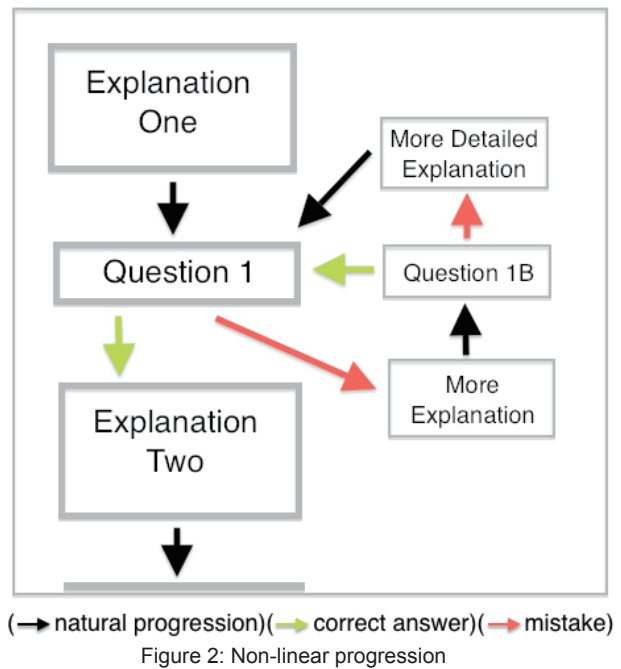 Explanation
One
More Detailed
Explanation
Question 1
Question 1B
More
Explanation
Explanation
Two
(→ natural progression)(→ correct answer)(→ mistake)
Figure 2: Non-linear progression